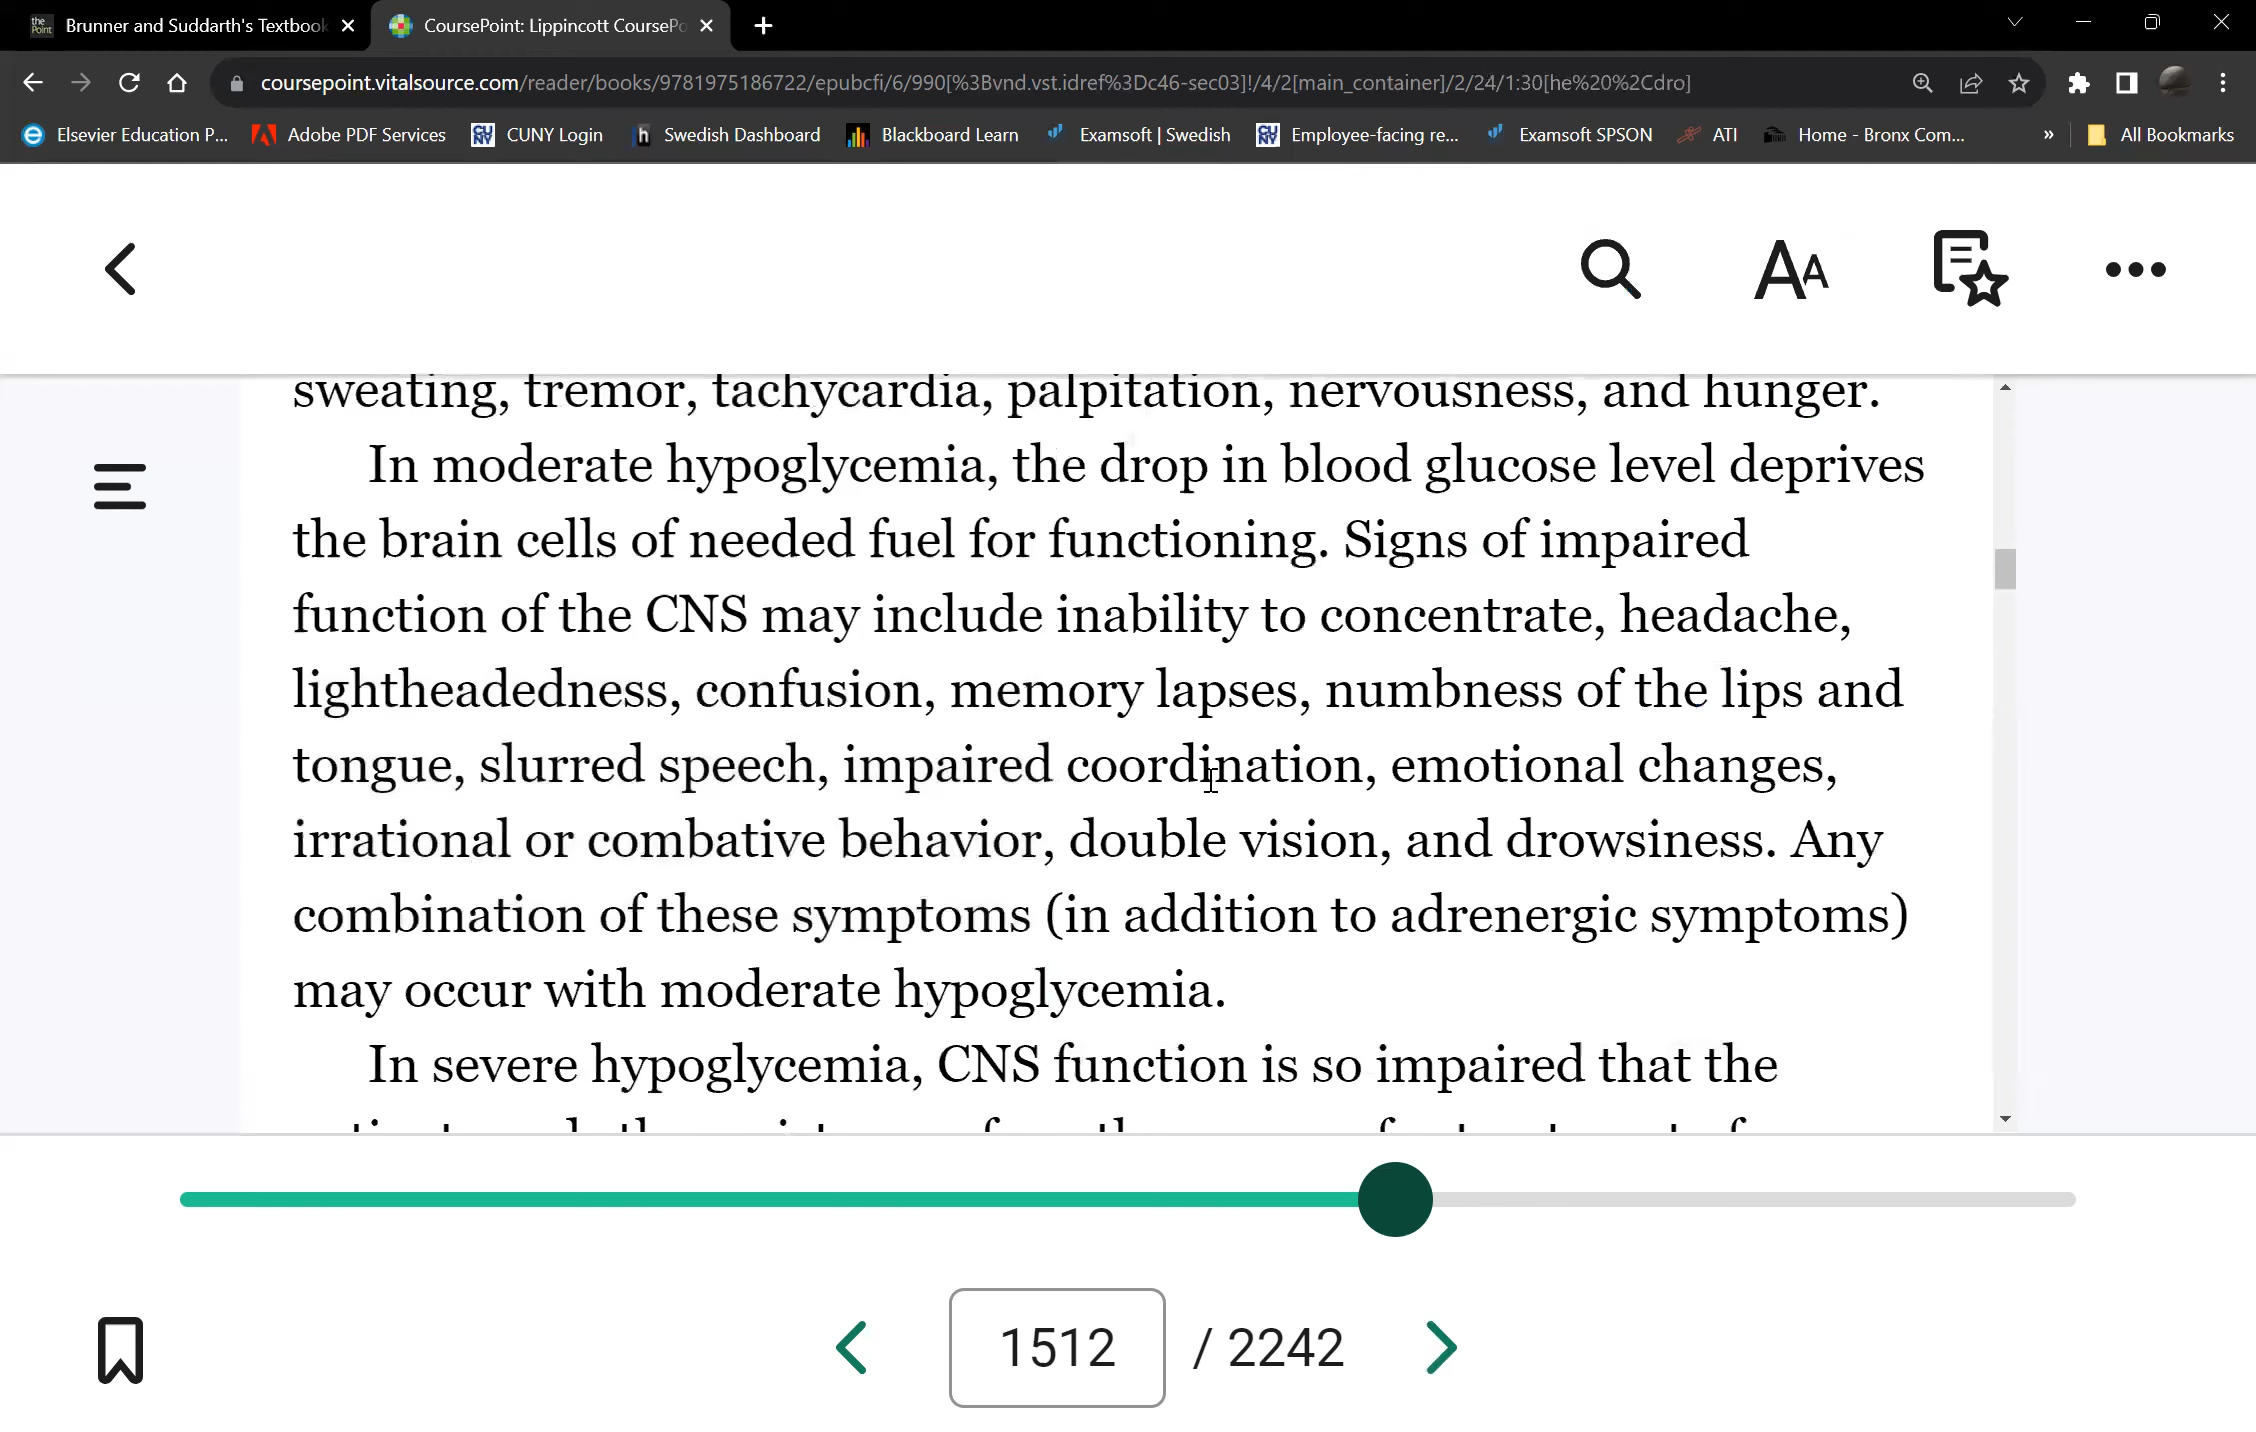 the Point Brunner and Suddarth's Textbook
CoursePoint: Lippincott CoursePo
coursepoint.vitalsource.com/reader/books/9781975186722/epubcfi/6/990[%3Bvnd.vst.idref%3Dc46-sec03]!/4/2[main_container]/2/24/1:30[he%20%2Cdro]
Elsevier Education P... Adobe PDF Services CUNY CUNY Login h Swedish Dashboard Blackboard Learn Examsoft | Swedish CUNY Employee-facing re... Examsoft SPSON ATI Home - Bronx Com... » All Bookmarks
AA
sweating, tremor, tachycardia, palpitation, nervousness, and hunger.
In moderate hypoglycemia, the drop in blood glucose level deprives
the brain cells of needed fuel for functioning. Signs of impaired
function of the CNS may include inability to concentrate, headache,
lightheadedness, confusion, memory lapses, numbness of the lips and
tongue, slurred speech, impaired coordination, emotional changes,
irrational or combative behavior, double vision, and drowsiness. Any
combination of these symptoms (in addition to adrenergic symptoms)
may occur with moderate hypoglycemia.
In severe hypoglycemia, CNS function is so impaired that the
1512 / 2242